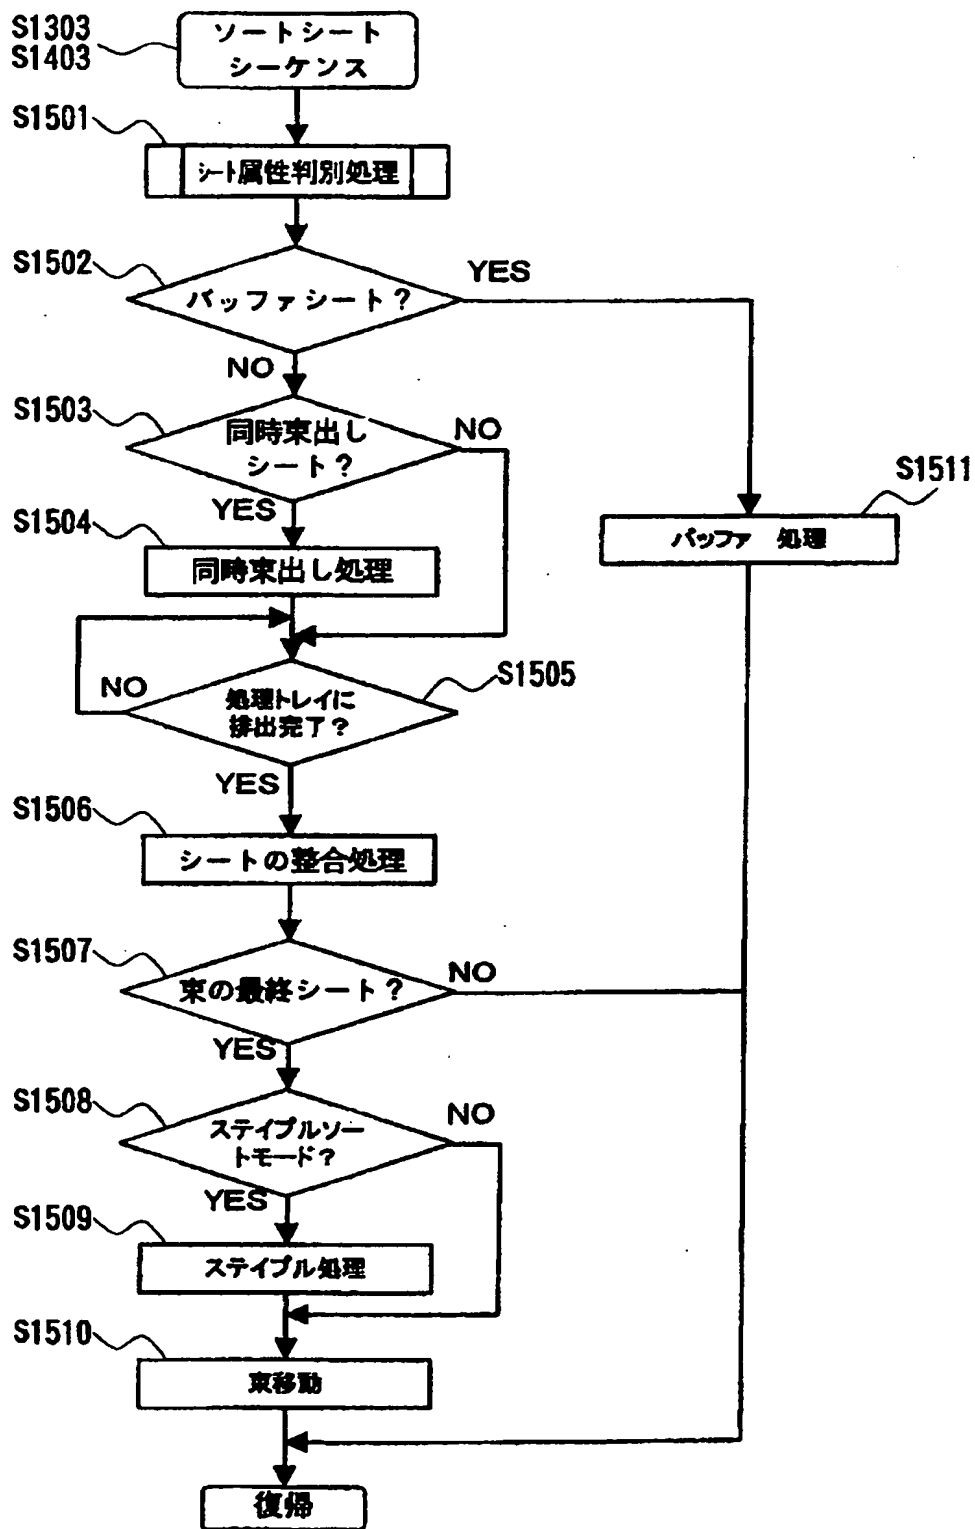 S1303
S1403
ソートシート
シーケンス
S1501
シート属性判別処理
S1502
バッファシート?
YES
NO
S1503
同時束出し
シート?
NO
YES
S1504
同時束出し処理
S1511
バッファ 処理
NO
処理トレイに
排出完了?
S1505
YES
S1506
シートの整合処理
S1507
束の最終シート?
NO
YES
S1508
ステイプルソー
トモード?
NO
YES
S1509
ステイプル処理
S1510
束移動
復帰